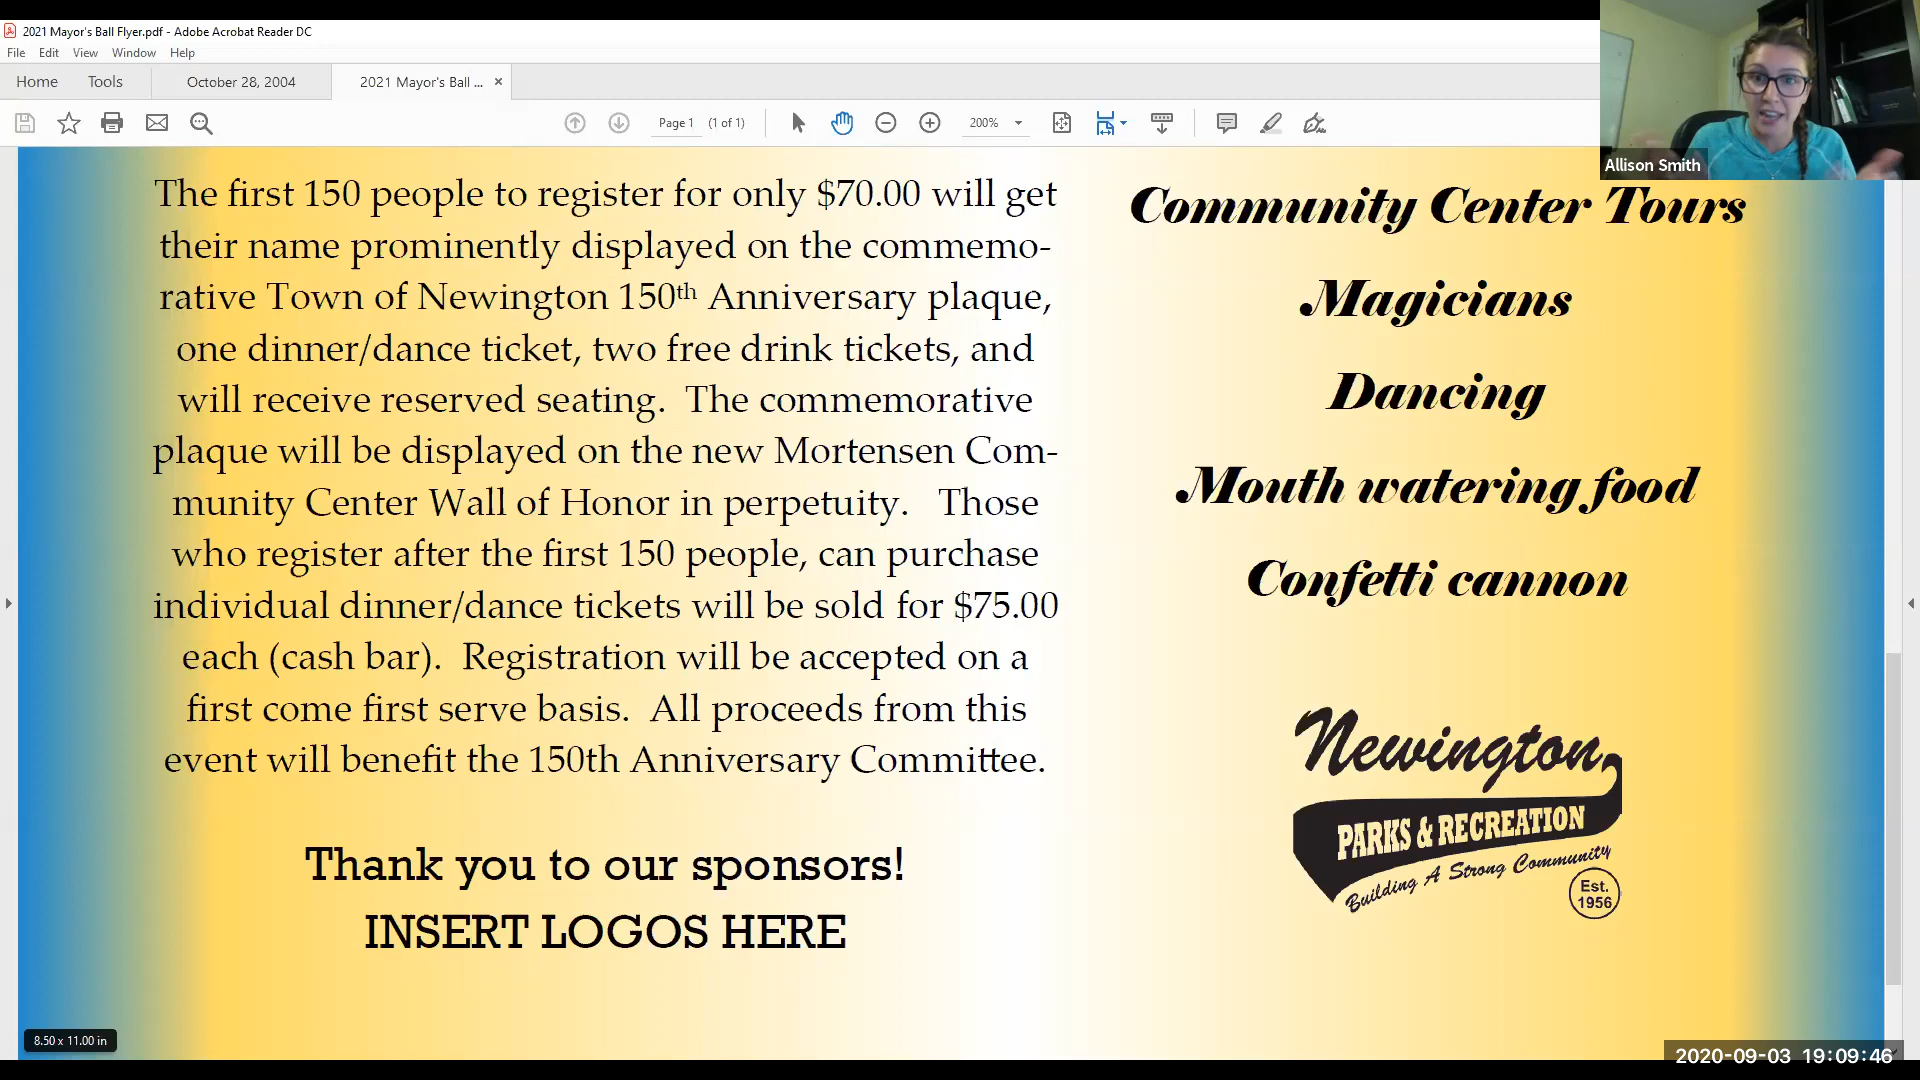 2021 Mayor's Ball Flyer.pdf - Adobe Acrobat Reader DC
File Edit View Window Help
Home Tools October 28, 2004 2021 Mayor's Ball ... ×
Page 1 (1 of 1) 200%
Allison Smith
The first 150 people to register for only $70.00 will get
their name prominently displayed on the commemo-
rative Town of Newington 150th Anniversary plaque,
one dinner/dance ticket, two free drink tickets, and
will receive reserved seating. The commemorative
plaque will be displayed on the new Mortensen Com-
munity Center Wall of Honor in perpetuity. Those
who register after the first 150 people, can purchase
individual dinner/dance tickets will be sold for $75.00
each (cash bar). Registration will be accepted on a
first come first serve basis. All proceeds from this
event will benefit the 150th Anniversary Committee.
Thank you to our sponsors!
INSERT LOGOS HERE
Community Center Tours
Magicians
Dancing
Mouth watering food
Confetti cannon
Newington
PARKS & RECREATION
Building A Strong Community
Est.
1956
8.50 x 11.00 in
2020-09-03 19:09:46